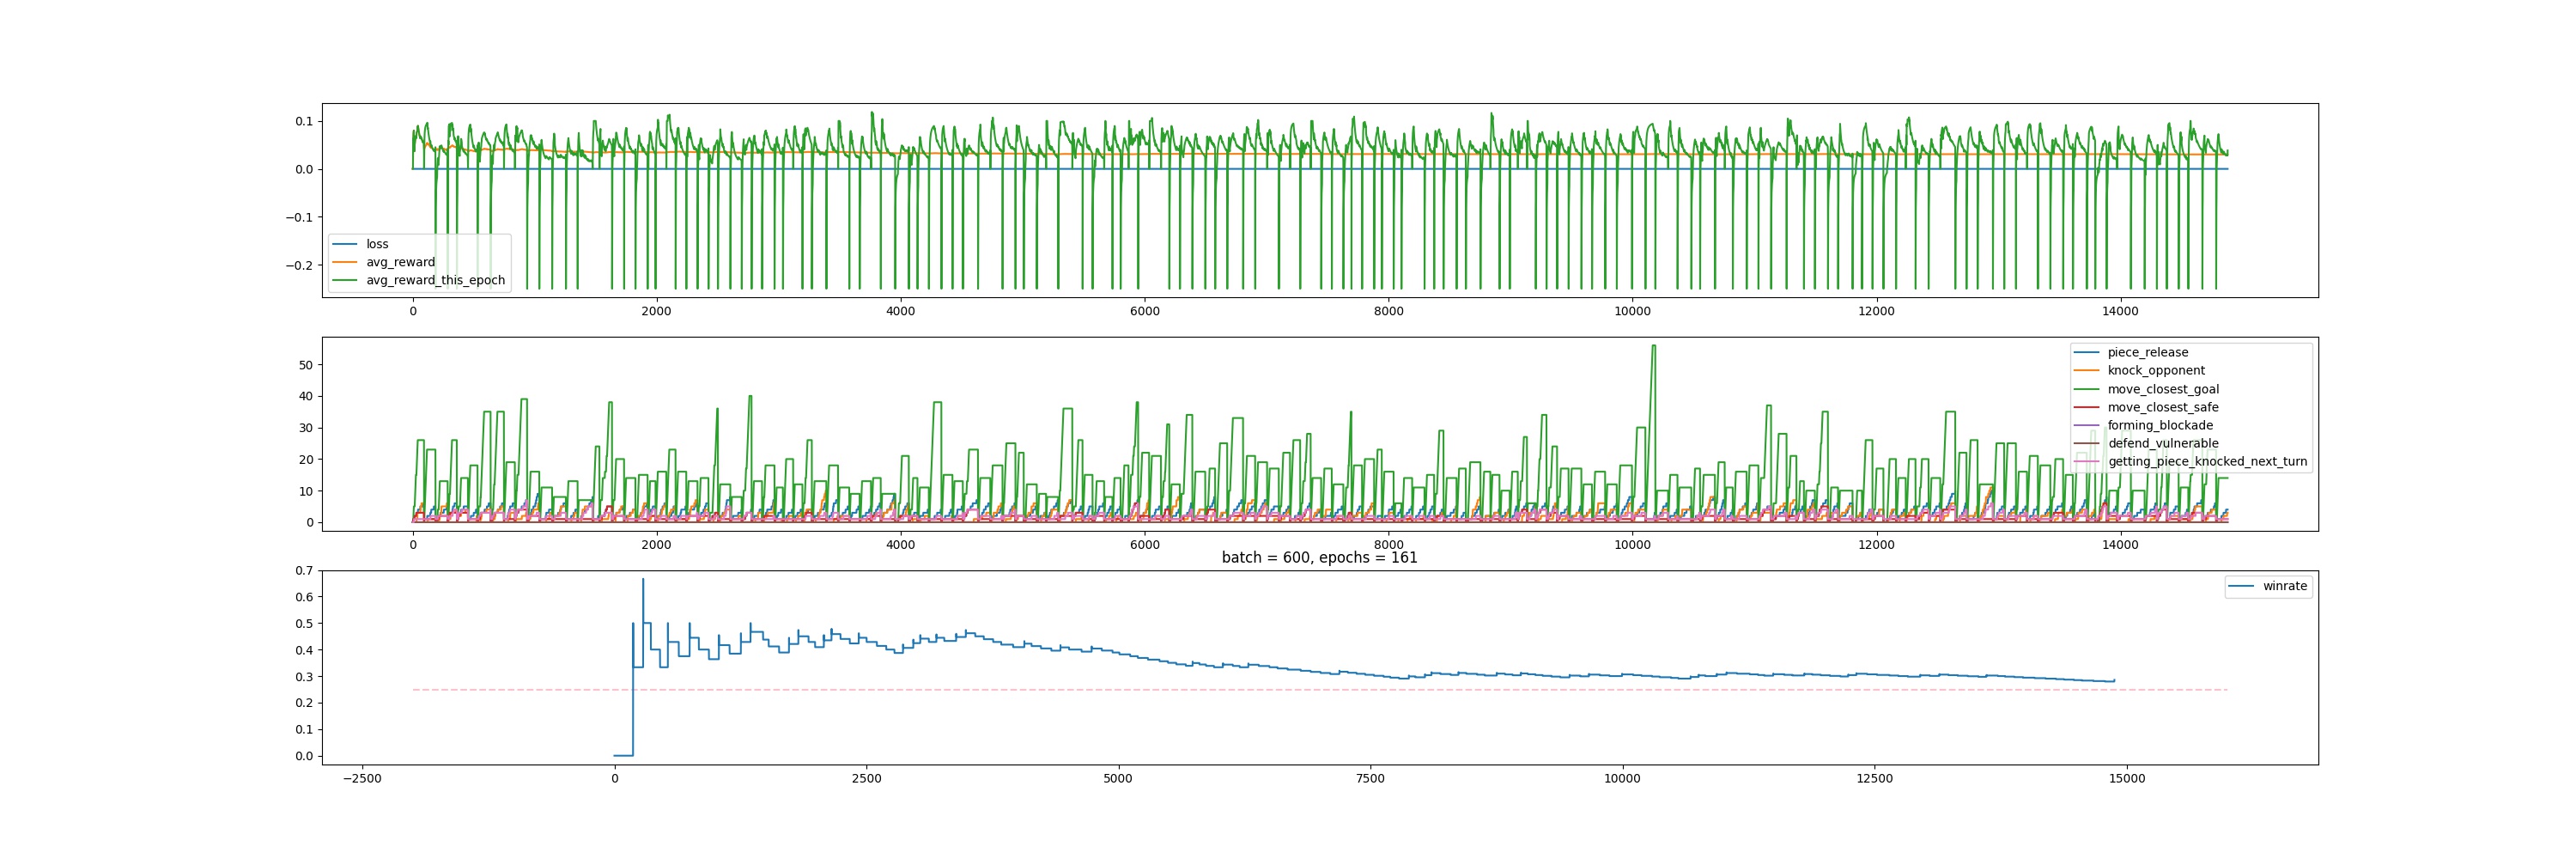 0.1
0.0
−0.1
−0.2
loss
avg_reward
avg_reward_this_epoch
0 2000 4000 6000 8000 10000 12000 14000
50
40
30
20
10
0
piece_release
knock_opponent
move_closest_goal
move_closest_safe
forming_blockade
defend_vulnerable
getting_piece_knocked_next_turn
0 2000 4000 6000 8000 10000 12000 14000
batch = 600, epochs = 161
0.7
0.6
0.5
0.4
0.3
0.2
0.1
0.0
winrate
−2500 0 2500 5000 7500 10000 12500 15000